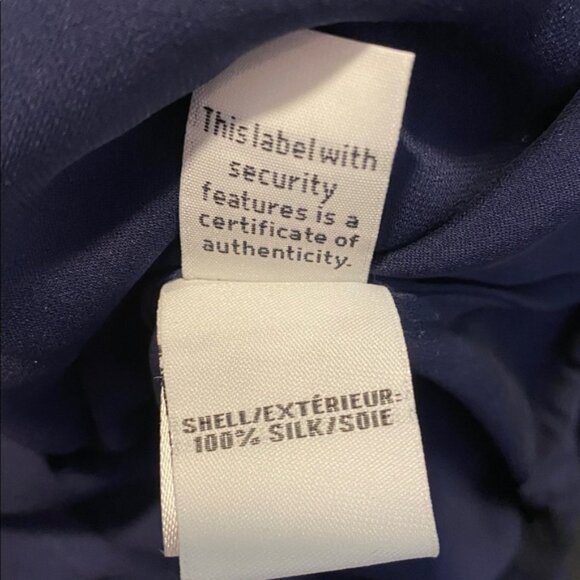 This label with
security
features is a
certificate of
authenticity.
SHELL/EXTÉRIEUR:
100% SILK/SOIE